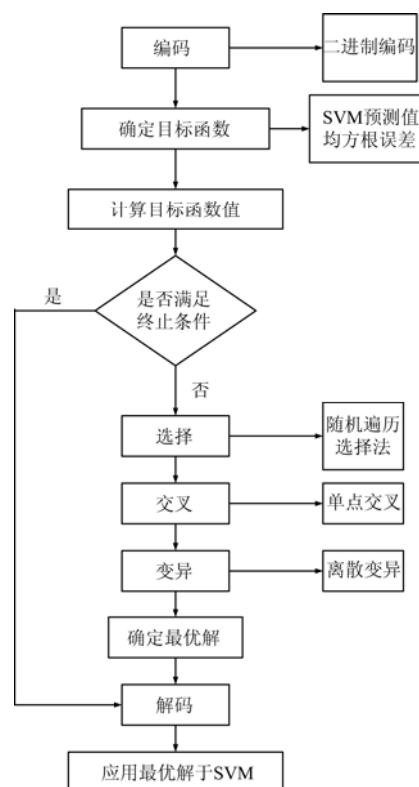 编码
二进制编码
确定目标函数
SVM预测值
均方根误差
计算目标函数值
是
是否满足
终止条件
否
选择
随机遍历
选择法
交叉
单点交叉
变异
离散变异
确定最优解
解码
应用最优解于SVM